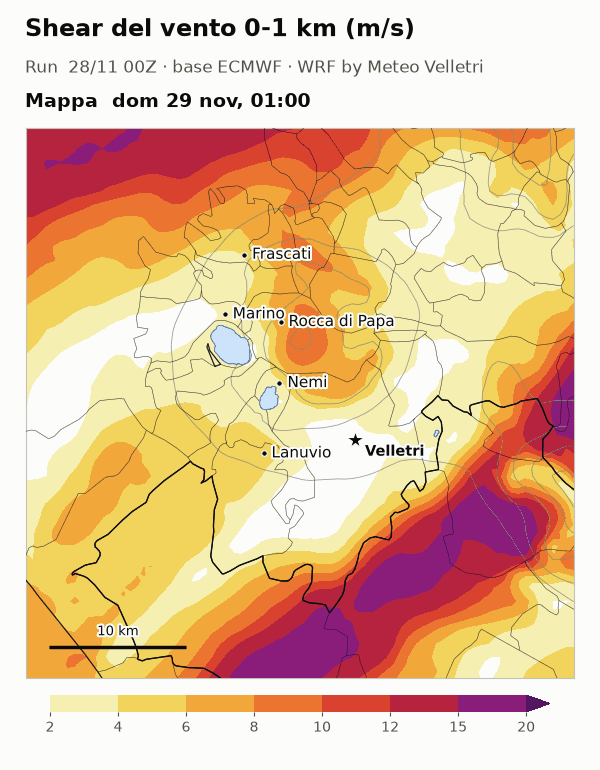 Shear del vento 0-1 km (m/s)
Run  28/11 00Z · base ECMWF · WRF by Meteo Velletri
Mappa  dom 29 nov, 01:00
Frascati
Marino
Rocca di Papa
Nemi
Lanuvio
Velletri
10 km
2 4 6 8 10 12 15 20